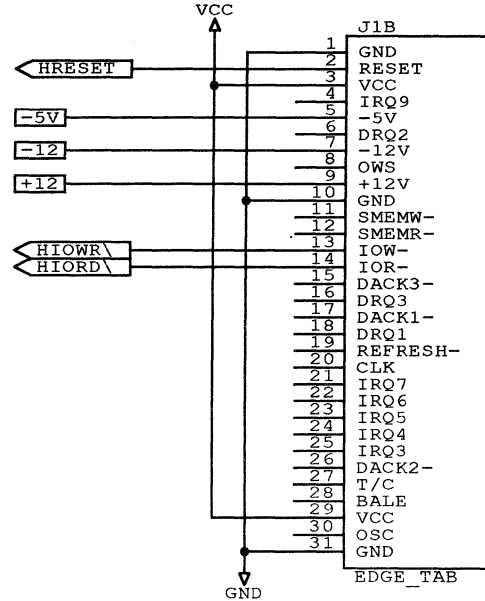 VCC
J1B
1 GND
HRESET 2 RESET
3 VCC
4 IRQ9
-5V 5 -5V
6 DRQ2
-12 7 -12V
8 OWS
+12 9 +12V
10 GND
11 SMEMW-
12 SMEMR-
HIOWR\ 13 IOW-
HIORD\ 14 IOR-
15 DACK3-
16 DRQ3
17 DACK1-
18 DRQ1
19 REFRESH-
20 CLK
21 IRQ7
22 IRQ6
23 IRQ5
24 IRQ4
25 IRQ3
26 DACK2-
27 T/C
28 BALE
29 VCC
30 OSC
31 GND
EDGE_TAB
GND